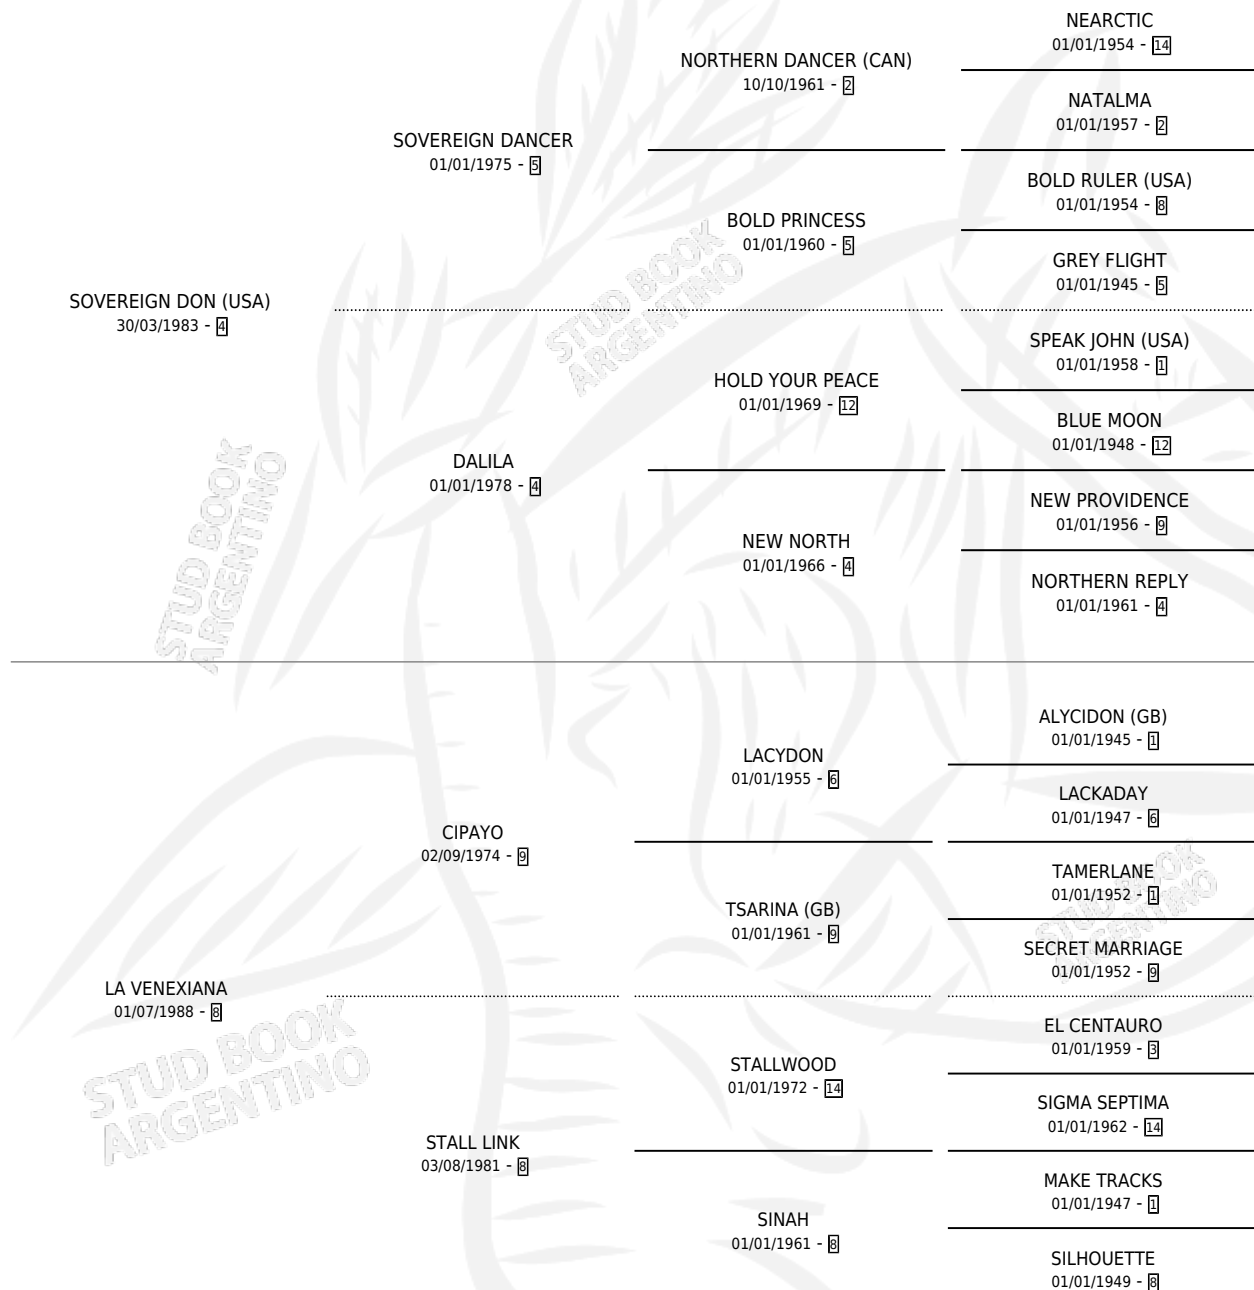 NEARCTIC
01/01/1954 - 14
NORTHERN DANCER (CAN)
10/10/1961 - 2
NATALMA
01/01/1957 - 2
SOVEREIGN DANCER
01/01/1975 - 5
BOLD RULER (USA)
01/01/1954 - 8
BOLD PRINCESS
01/01/1960 - 5
GREY FLIGHT
01/01/1945 - 5
SOVEREIGN DON (USA)
30/03/1983 - 4
SPEAK JOHN (USA)
01/01/1958 - 1
HOLD YOUR PEACE
01/01/1969 - 12
BLUE MOON
01/01/1948 - 12
DALILA
01/01/1978 - 4
NEW PROVIDENCE
01/01/1956 - 9
NEW NORTH
01/01/1966 - 4
NORTHERN REPLY
01/01/1961 - 4
ALYCIDON (GB)
01/01/1945 - 1
LACYDON
01/01/1955 - 6
LACKADAY
01/01/1947 - 6
CIPAYO
02/09/1974 - 9
TAMERLANE
01/01/1952 - 1
TSARINA (GB)
01/01/1961 - 9
SECRET MARRIAGE
01/01/1952 - 9
LA VENEXIANA
01/07/1988 - 8
EL CENTAURO
01/01/1959 - 3
STALLWOOD
01/01/1972 - 14
SIGMA SEPTIMA
01/01/1962 - 14
STALL LINK
03/08/1981 - 8
MAKE TRACKS
01/01/1947 - 1
SINAH
01/01/1961 - 8
SILHOUETTE
01/01/1949 - 8
STUD BOOK
ARGENTINO
STUD BOOK
ARGENTINO
STUD BOOK
ARGENTINO
STUD BOOK
ARGENTINO